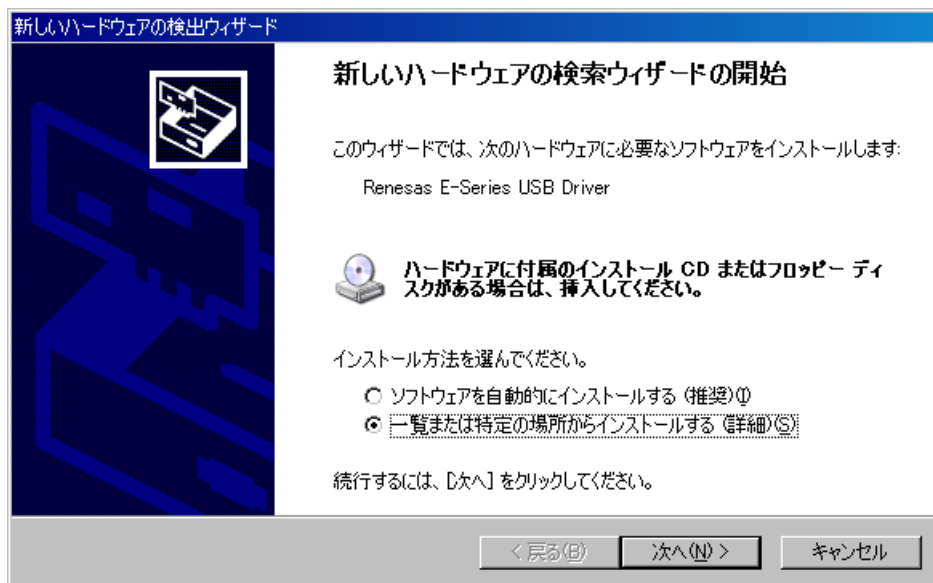 新しいハードウェアの検出ウィザード
新しいハードウェアの検索ウィザードの開始
このウィザードでは、次のハードウェアに必要なソフトウェアをインストールします:
Renesas E-Series USB Driver
ハードウェアに付属のインストール CD またはフロッピー ディ
スクがある場合は、挿入してください。
インストール方法を選んでください。
ソフトウェアを自動的にインストールする (推奨)(I)
一覧または特定の場所からインストールする (詳細)(S)
続行するには、[次へ] をクリックしてください。
< 戻る(B)
次へ(N) >
キャンセル